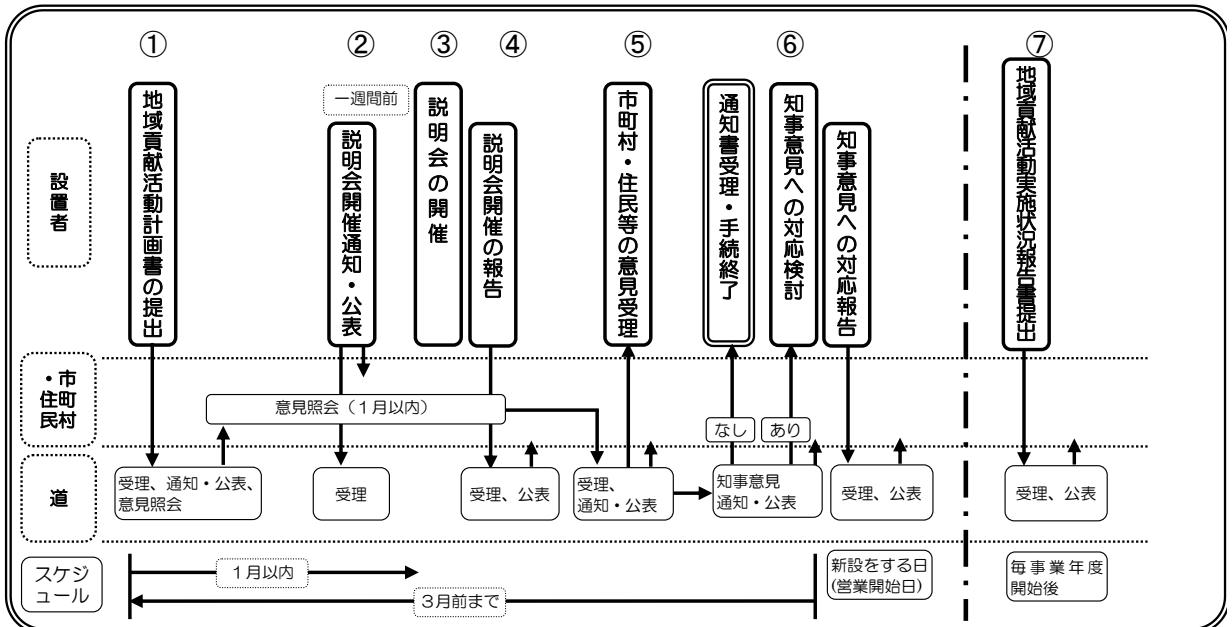 ①
②
③
④
⑤
⑥
⑦
設置者
地域貢献活動計画書の提出
一週間前
説明会開催通知・公表
説明会の開催
説明会開催の報告
市町村・住民等の意見受理
通知書受理・手続終了
知事意見への対応検討
知事意見への対応報告
地域貢献活動実施状況報告書提出
市町村
・住民
意見照会（１月以内）
なし
あり
道
受理、通知・公表、
意見照会
受理
受理、公表
受理、
通知・公表
知事意見
通知・公表
受理、公表
受理、公表
スケジ
ュール
１月以内
３月前まで
新設をする日
(営業開始日)
毎事業年度
開始後